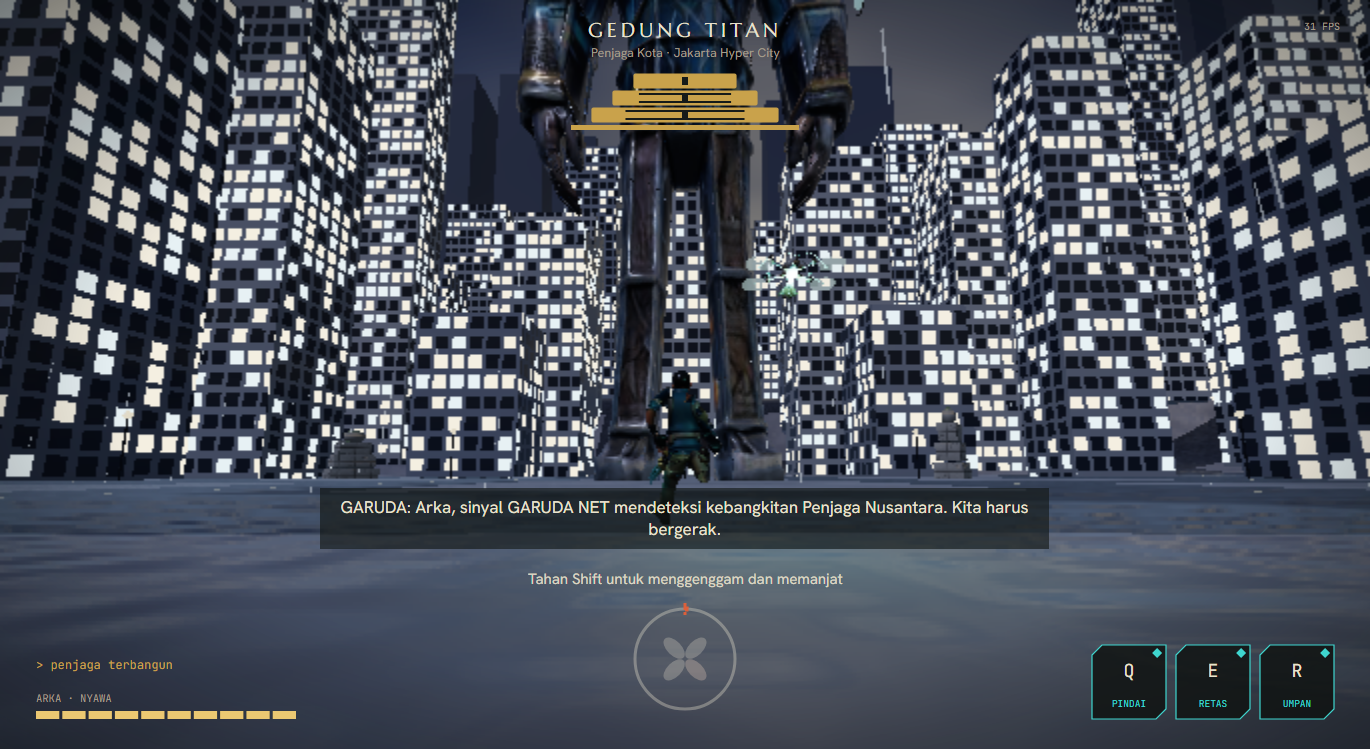 GEDUNG TITAN
31 FPS
Penjaga Kota · Jakarta Hyper City
GARUDA: Arka, sinyal GARUDA NET mendeteksi kebangkitan Penjaga Nusantara. Kita harus
bergerak.
Tahan Shift untuk menggenggam dan memanjat
> penjaga terbangun
ARKA · NYAWA
Q
PINDAI
E
RETAS
R
UMPAN